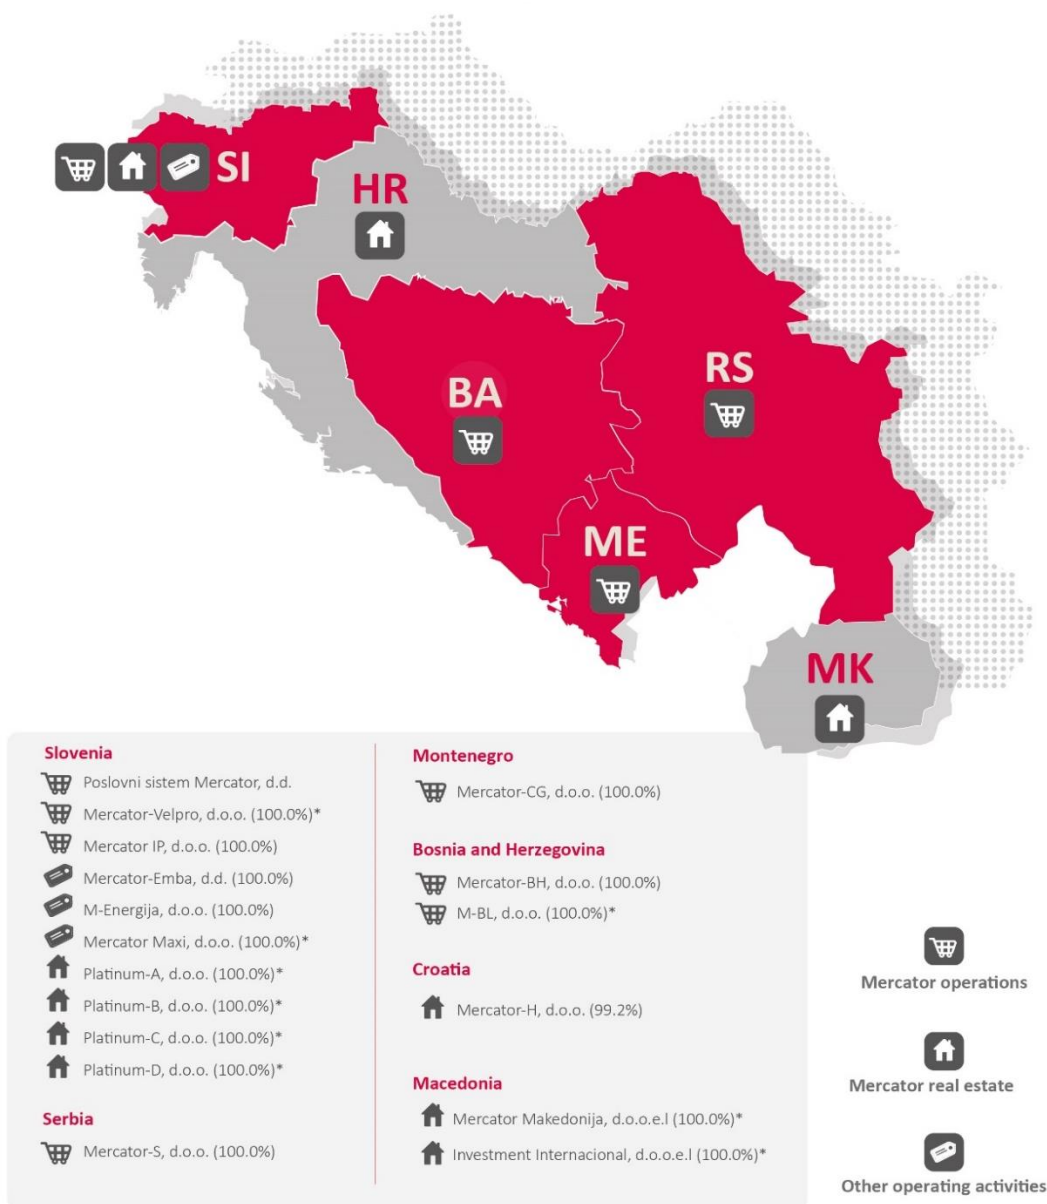 SI
HR
BA
RS
ME
MK
Slovenia
Poslovni sistem Mercator, d.d.
Mercator-Velpro, d.o.o. (100.0%)*
Mercator IP, d.o.o. (100.0%)
Mercator-Emba, d.d. (100.0%)
M-Energija, d.o.o. (100.0%)
Mercator Maxi, d.o.o. (100.0%)*
Platinum-A, d.o.o. (100.0%)*
Platinum-B, d.o.o. (100.0%)*
Platinum-C, d.o.o. (100.0%)*
Platinum-D, d.o.o. (100.0%)*
Serbia
Mercator-S, d.o.o. (100.0%)
Montenegro
Mercator-CG, d.o.o. (100.0%)
Bosnia and Herzegovina
Mercator-BH, d.o.o. (100.0%)
M-BL, d.o.o. (100.0%)*
Croatia
Mercator-H, d.o.o. (99.2%)
Macedonia
Mercator Makedonija, d.o.o.e.l (100.0%)*
Investment Internacional, d.o.o.e.l (100.0%)*
Mercator operations
Mercator real estate
Other operating activities